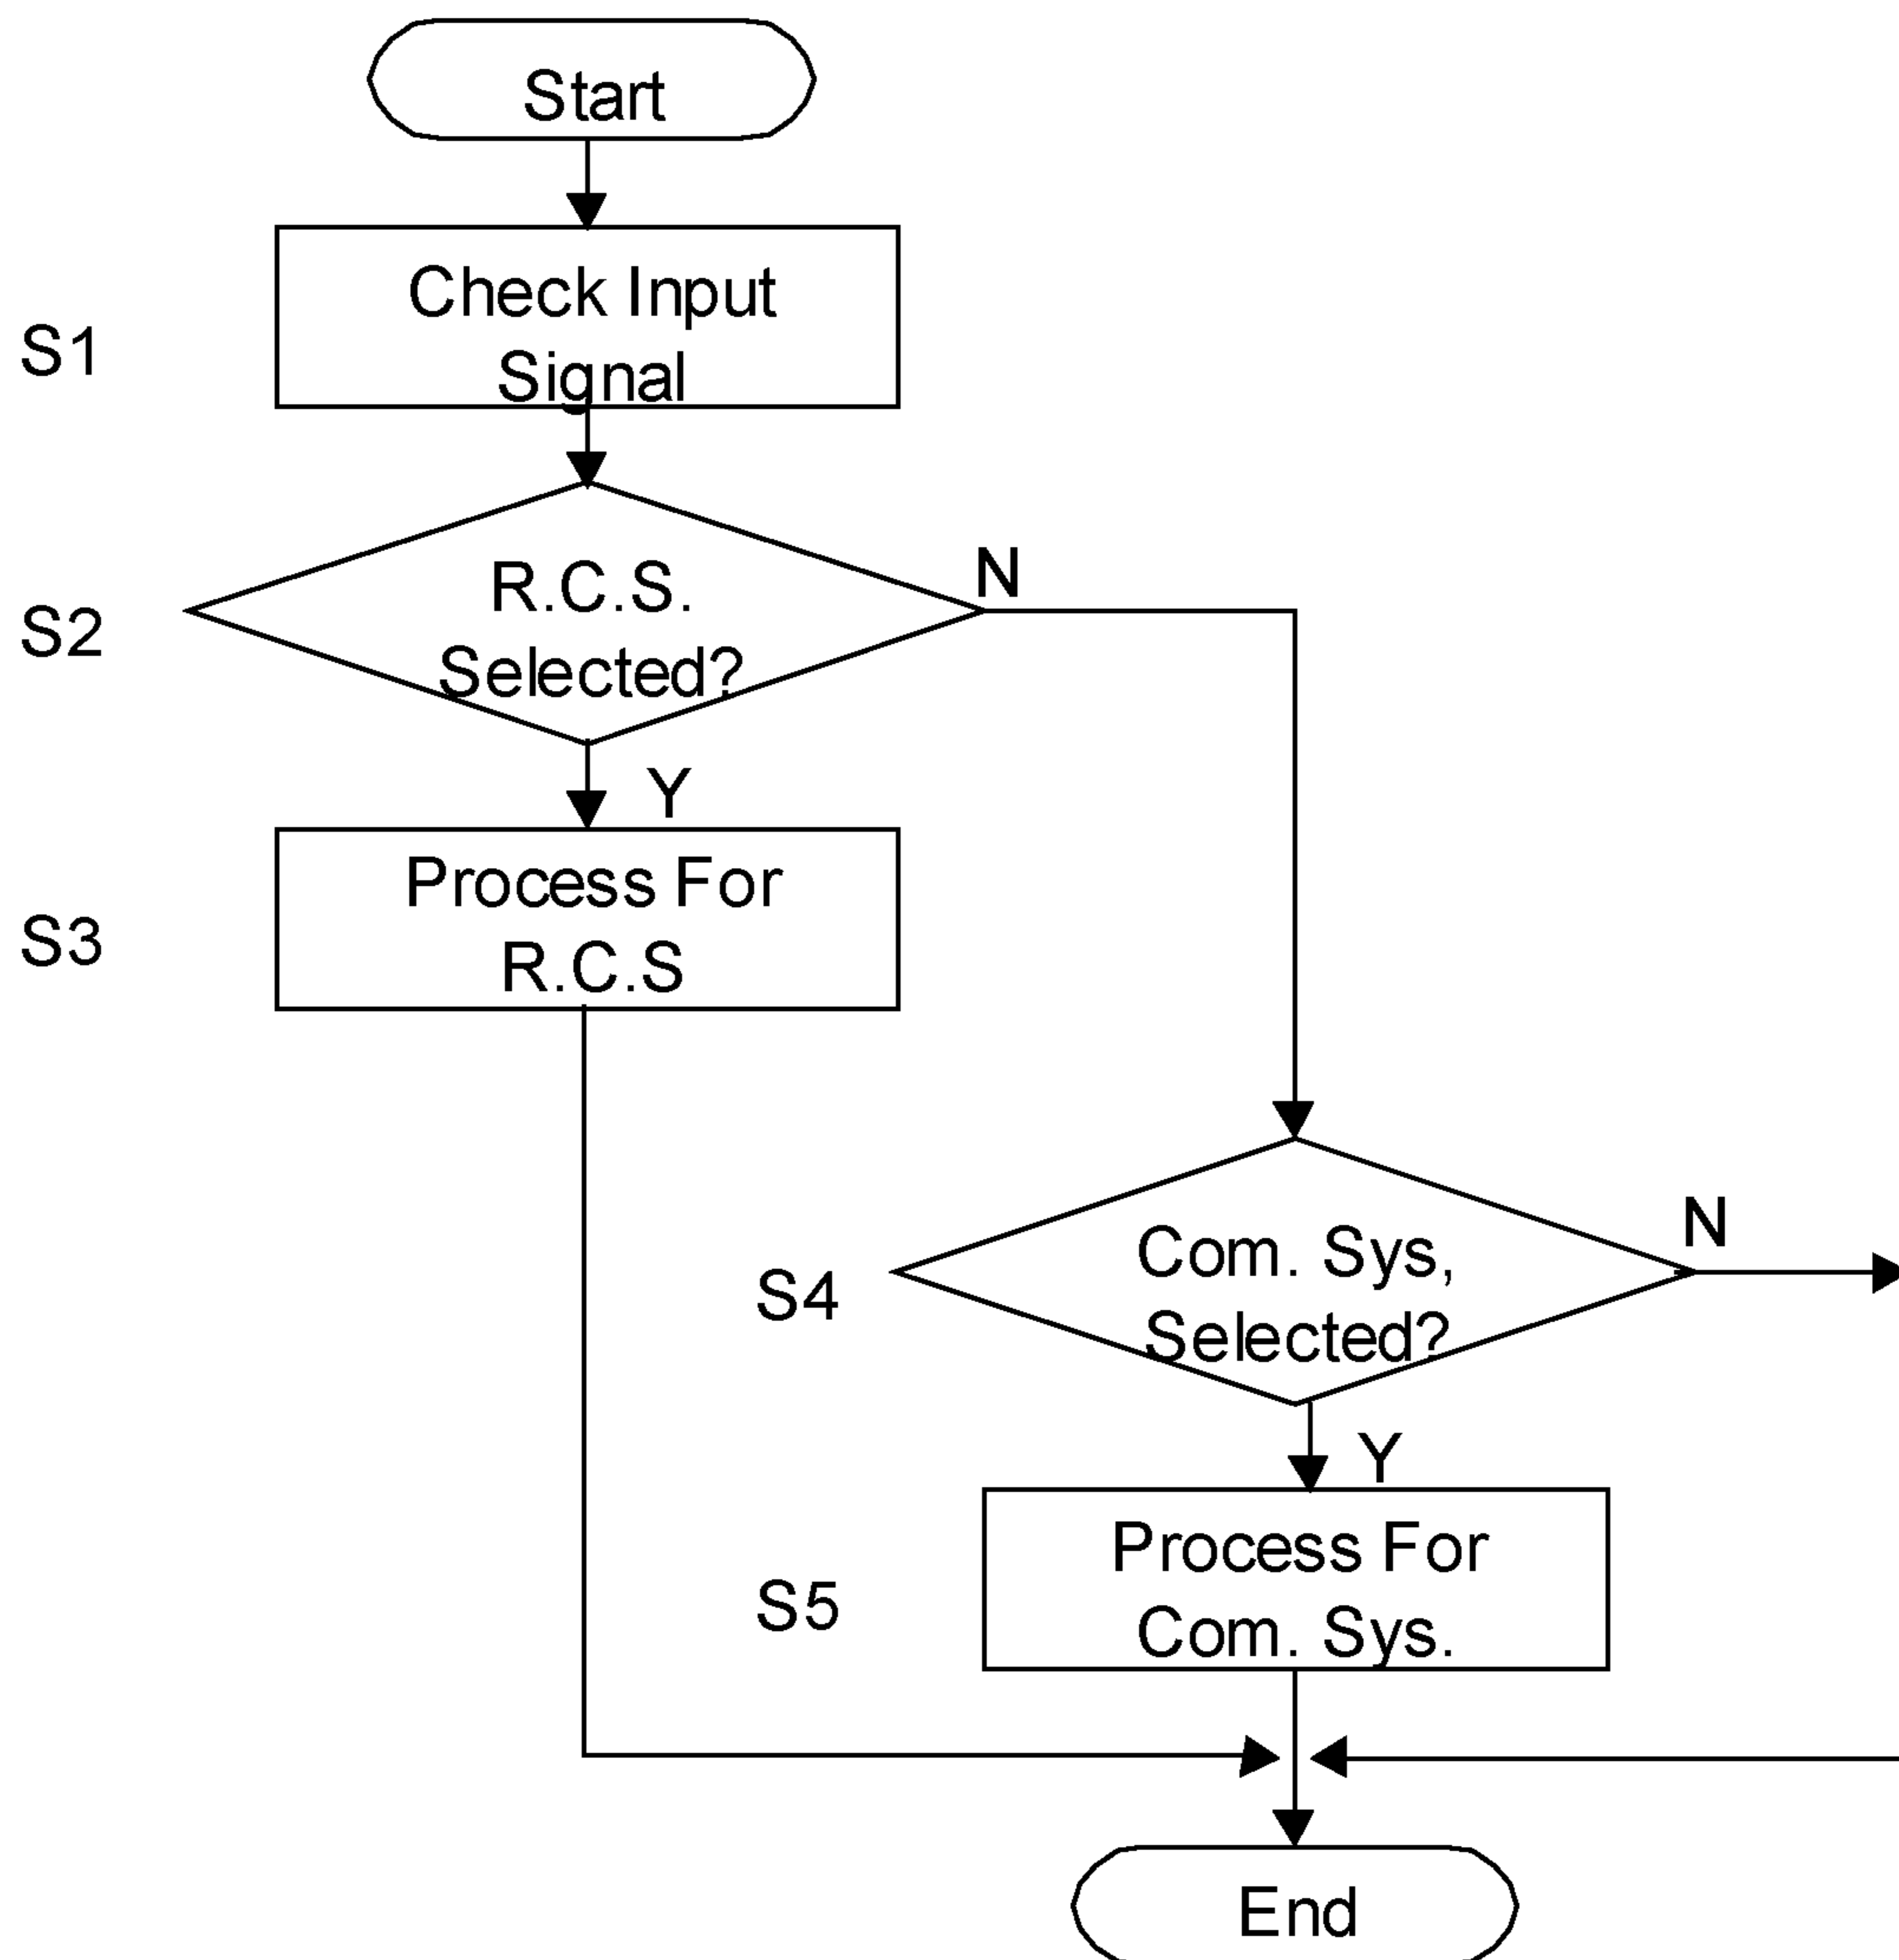 Start
S1
Check Input
Signal
S2
R.C.S.
Selected?
N
Y
S3
Process For
R.C.S
S4
Com. Sys,
Selected?
N
Y
S5
Process For
Com. Sys.
End